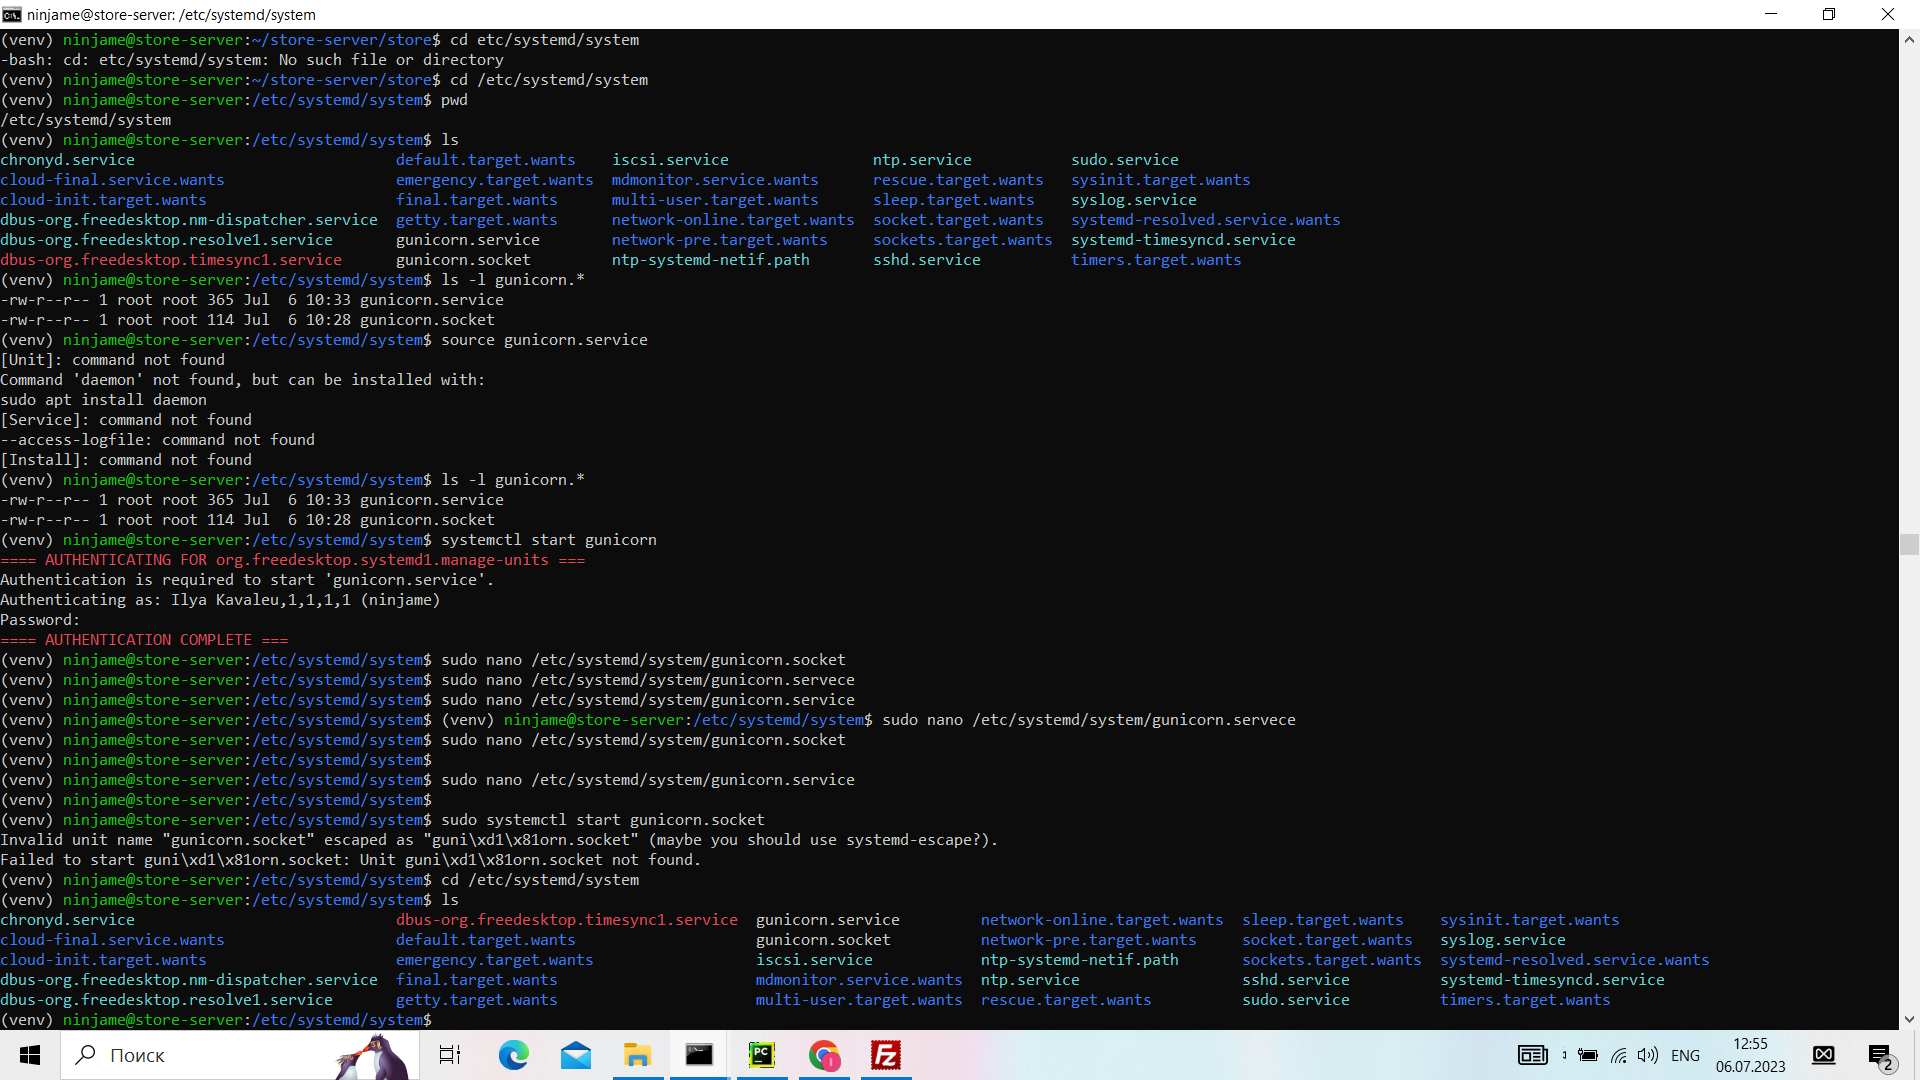 ninjame@store-server: /etc/systemd/system
(venv) ninjame@store-server:~/store-server/store$ cd etc/systemd/system
-bash: cd: etc/systemd/system: No such file or directory
(venv) ninjame@store-server:~/store-server/store$ cd /etc/systemd/system
(venv) ninjame@store-server:/etc/systemd/system$ pwd
/etc/systemd/system
(venv) ninjame@store-server:/etc/systemd/system$ ls
chronyd.service default.target.wants iscsi.service ntp.service sudo.service
cloud-final.service.wants emergency.target.wants mdmonitor.service.wants rescue.target.wants sysinit.target.wants
cloud-init.target.wants final.target.wants multi-user.target.wants sleep.target.wants syslog.service
dbus-org.freedesktop.nm-dispatcher.service getty.target.wants network-online.target.wants socket.target.wants systemd-resolved.service.wants
dbus-org.freedesktop.resolve1.service gunicorn.service network-pre.target.wants sockets.target.wants systemd-timesyncd.service
dbus-org.freedesktop.timesync1.service gunicorn.socket ntp-systemd-netif.path sshd.service timers.target.wants
(venv) ninjame@store-server:/etc/systemd/system$ ls -l gunicorn.*
-rw-r--r-- 1 root root 365 Jul  6 10:33 gunicorn.service
-rw-r--r-- 1 root root 114 Jul  6 10:28 gunicorn.socket
(venv) ninjame@store-server:/etc/systemd/system$ source gunicorn.service
[Unit]: command not found
Command 'daemon' not found, but can be installed with:
sudo apt install daemon
[Service]: command not found
--access-logfile: command not found
[Install]: command not found
(venv) ninjame@store-server:/etc/systemd/system$ ls -l gunicorn.*
-rw-r--r-- 1 root root 365 Jul  6 10:33 gunicorn.service
-rw-r--r-- 1 root root 114 Jul  6 10:28 gunicorn.socket
(venv) ninjame@store-server:/etc/systemd/system$ systemctl start gunicorn
==== AUTHENTICATING FOR org.freedesktop.systemd1.manage-units ===
Authentication is required to start 'gunicorn.service'.
Authenticating as: Ilya Kavaleu,1,1,1,1 (ninjame)
Password:
==== AUTHENTICATION COMPLETE ===
(venv) ninjame@store-server:/etc/systemd/system$ sudo nano /etc/systemd/system/gunicorn.socket
(venv) ninjame@store-server:/etc/systemd/system$ sudo nano /etc/systemd/system/gunicorn.servece
(venv) ninjame@store-server:/etc/systemd/system$ sudo nano /etc/systemd/system/gunicorn.service
(venv) ninjame@store-server:/etc/systemd/system$ (venv) ninjame@store-server:/etc/systemd/system$ sudo nano /etc/systemd/system/gunicorn.servece
(venv) ninjame@store-server:/etc/systemd/system$ sudo nano /etc/systemd/system/gunicorn.socket
(venv) ninjame@store-server:/etc/systemd/system$
(venv) ninjame@store-server:/etc/systemd/system$ sudo nano /etc/systemd/system/gunicorn.service
(venv) ninjame@store-server:/etc/systemd/system$
(venv) ninjame@store-server:/etc/systemd/system$ sudo systemctl start guniсorn.socket
Invalid unit name "guniсorn.socket" escaped as "guni\xd1\x81orn.socket" (maybe you should use systemd-escape?).
Failed to start guni\xd1\x81orn.socket: Unit guni\xd1\x81orn.socket not found.
(venv) ninjame@store-server:/etc/systemd/system$ cd /etc/systemd/system
(venv) ninjame@store-server:/etc/systemd/system$ ls
chronyd.service dbus-org.freedesktop.timesync1.service gunicorn.service network-online.target.wants sleep.target.wants sysinit.target.wants
cloud-final.service.wants default.target.wants gunicorn.socket network-pre.target.wants socket.target.wants syslog.service
cloud-init.target.wants emergency.target.wants iscsi.service ntp-systemd-netif.path sockets.target.wants systemd-resolved.service.wants
dbus-org.freedesktop.nm-dispatcher.service final.target.wants mdmonitor.service.wants ntp.service sshd.service systemd-timesyncd.service
dbus-org.freedesktop.resolve1.service getty.target.wants multi-user.target.wants rescue.target.wants sudo.service timers.target.wants
(venv) ninjame@store-server:/etc/systemd/system$
Поиск
PC
FZ
ENG
12:55
06.07.2023
2